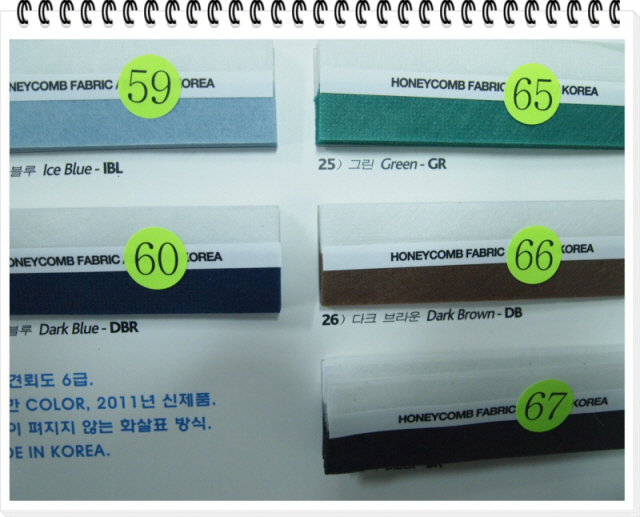 59
HONEYCOMB FABRIC KOREA
블루 Ice Blue - IBL
60
HONEYCOMB FABRIC KOREA
블루 Dark Blue - DBR
견뢰도 6급.
COLOR, 2011년 신제품.
펴지지 않는 화살표 방식.
IN KOREA.
65
HONEYCOMB FABRIC KOREA
25) 그린 Green - GR
66
HONEYCOMB FABRIC KOREA
26) 다크 브라운 Dark Brown - DB
67
HONEYCOMB FABRIC KOREA